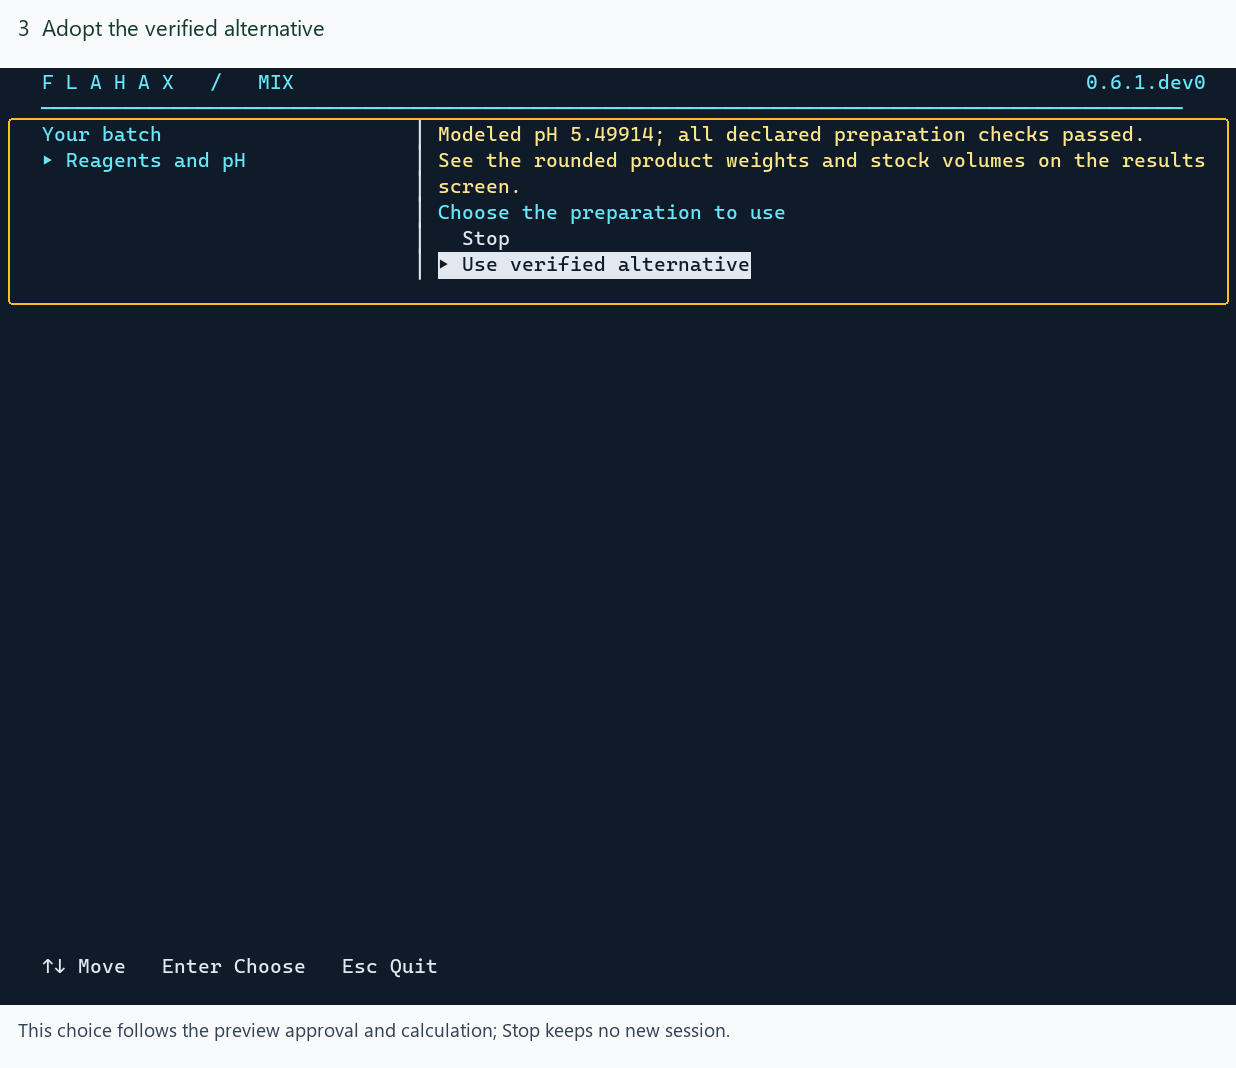 3 Adopt the verified alternative
F L A H A X / MIX
0.6.1.dev0
Your batch
▸ Reagents and pH
Modeled pH 5.49914; all declared preparation checks passed.
See the rounded product weights and stock volumes on the results
screen.
Choose the preparation to use
Stop
▸ Use verified alternative
↑↓ Move Enter Choose Esc Quit
This choice follows the preview approval and calculation; Stop keeps no new session.